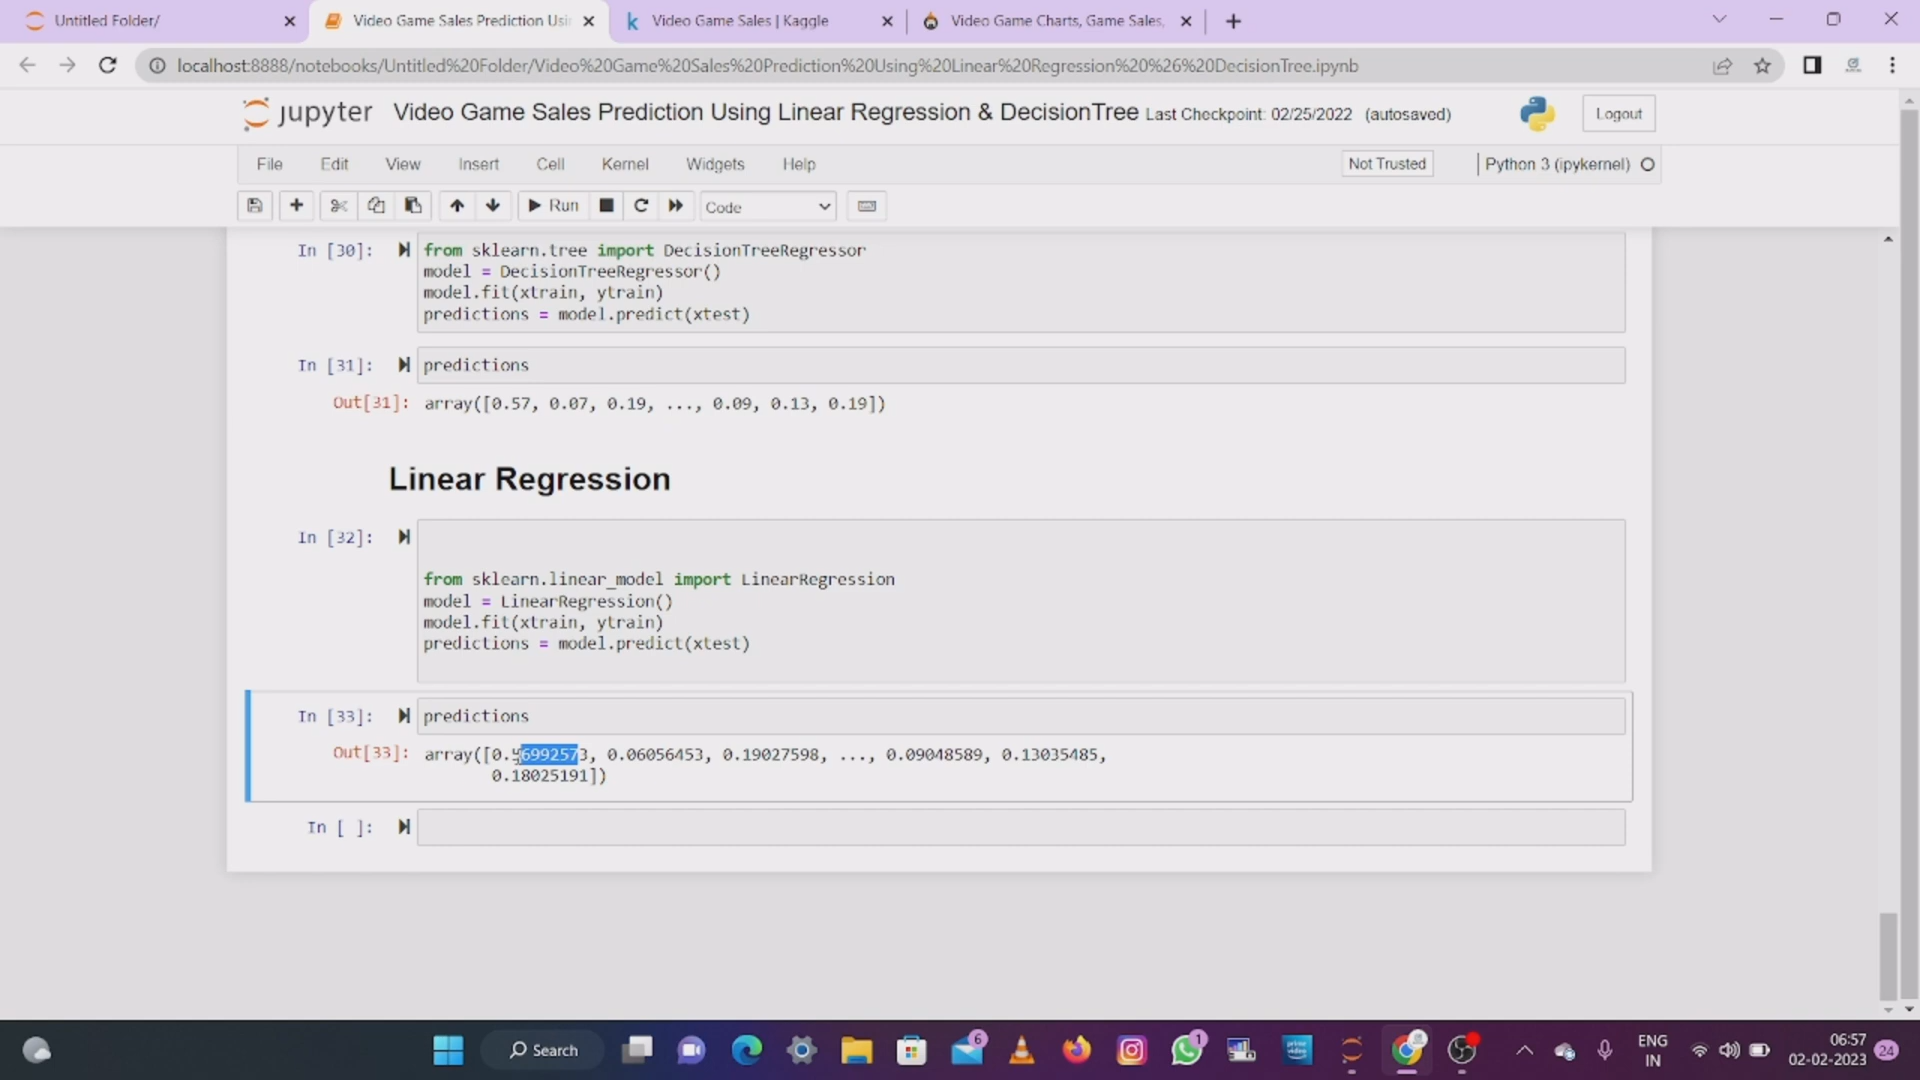 Untitled Folder/
Video Game Sales Prediction Usi
Video Game Sales | Kaggle
Video Game Charts, Game Sales,
localhost:8888/notebooks/Untitled%20Folder/Video%20Game%20Sales%20Prediction%20Using%20Linear%20Regression%20%26%20DecisionTree.ipynb
jupyter Video Game Sales Prediction Using Linear Regression & DecisionTree Last Checkpoint: 02/25/2022 (autosaved) Logout
File Edit View Insert Cell Kernel Widgets Help Not Trusted Python 3 (ipykernel)
Run Code
In [30]: from sklearn.tree import DecisionTreeRegressor
model = DecisionTreeRegressor()
model.fit(xtrain, ytrain)
predictions = model.predict(xtest)
In [31]: predictions
Out[31]: array([0.57, 0.07, 0.19, ..., 0.09, 0.13, 0.19])
Linear Regression
In [32]:
from sklearn.linear_model import LinearRegression
model = LinearRegression()
model.fit(xtrain, ytrain)
predictions = model.predict(xtest)
In [33]: predictions
Out[33]: array([0.56992573, 0.06056453, 0.19027598, ..., 0.09048589, 0.13035485,
0.18025191])
In [ ]:
Search
6
1
prime video
ENG
IN
06:57
02-02-2023
24